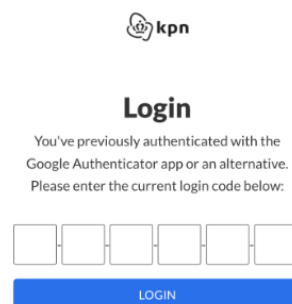 kpn
Login
You've previously authenticated with the
Google Authenticator app or an alternative.
Please enter the current login code below:
- - - - -
LOGIN